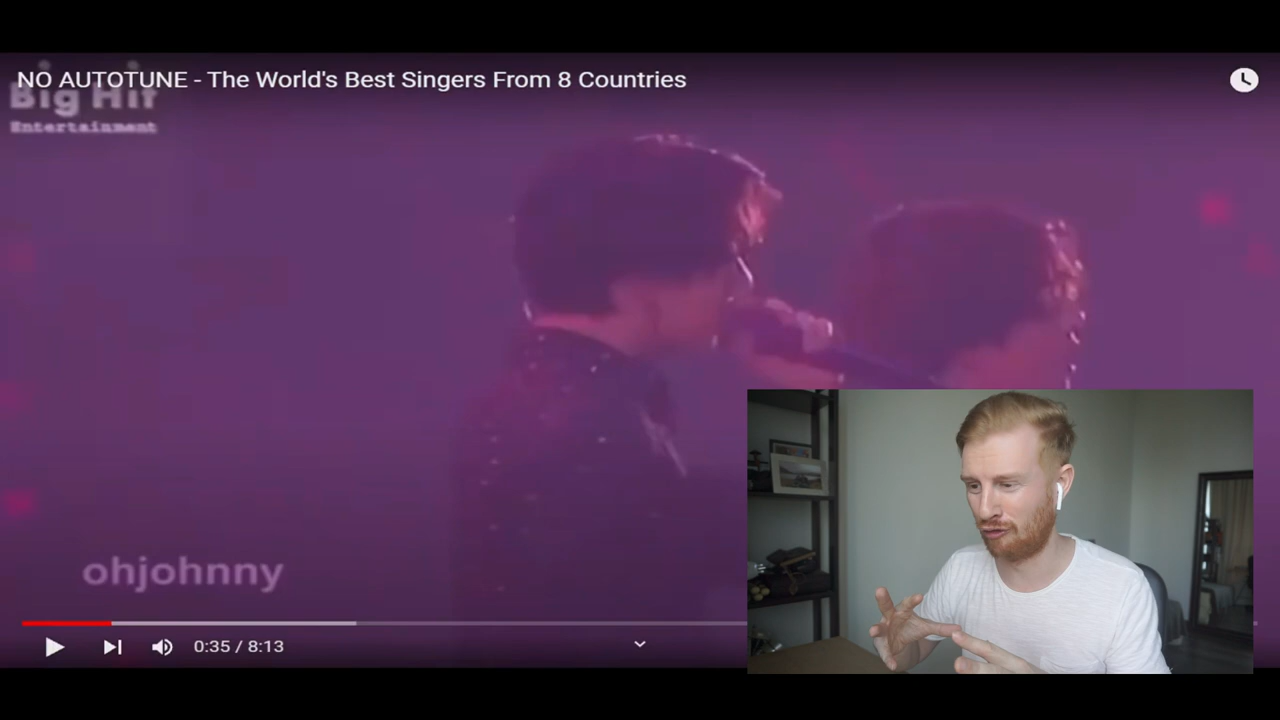 NO AUTOTUNE - The World's Best Singers From 8 Countries
Big Hit
Entertainment
ohjohnny
0:35 / 8:13